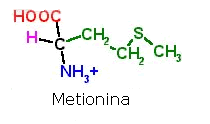 HOOC
H C CH2 S CH3
CH2
NH3+
Metionina